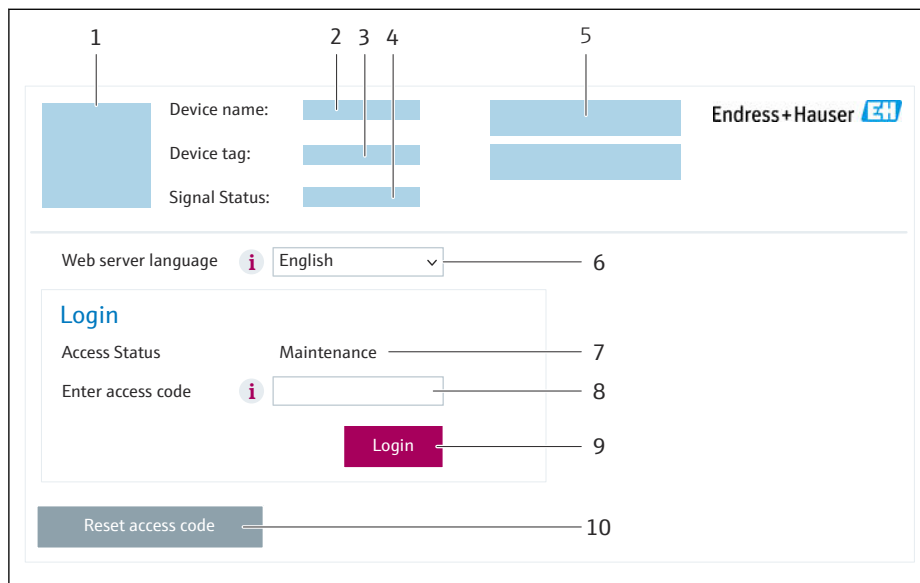 1 2 3 4 5
Device name:
Endress+Hauser EH
Device tag:
Signal Status:
Web server language i English 6
Login
Access Status Maintenance 7
Enter access code i 8
Login 9
Reset access code 10